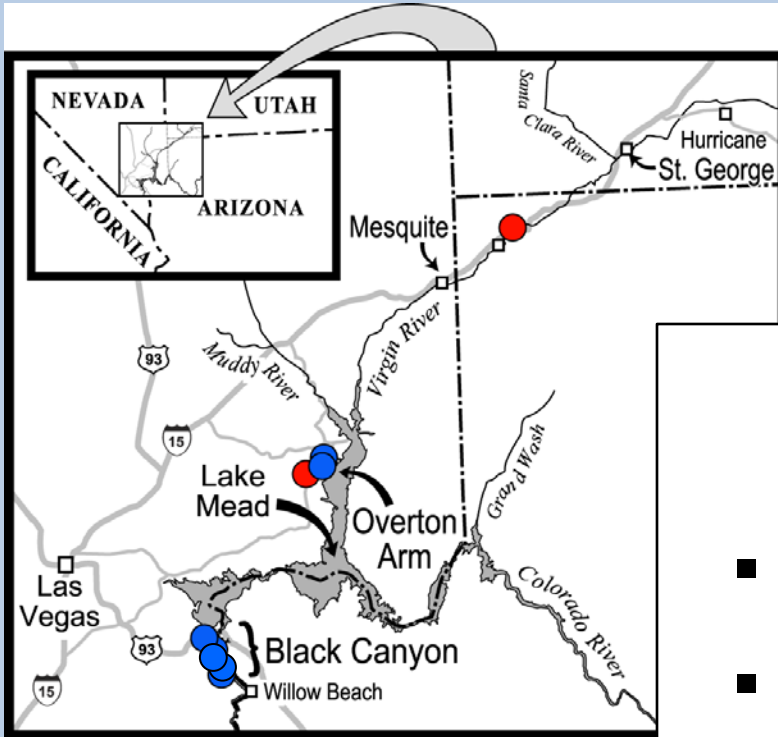 NEVADA
UTAH
CALIFORNIA
ARIZONA
Santa
Clara River
Hurricane
St. George
Mesquite
Virgin River
Muddy River
93
15
Grand Wash
Lake
Mead
Overton
Arm
Las
Vegas
Colorado River
93
Black Canyon
15
Willow Beach